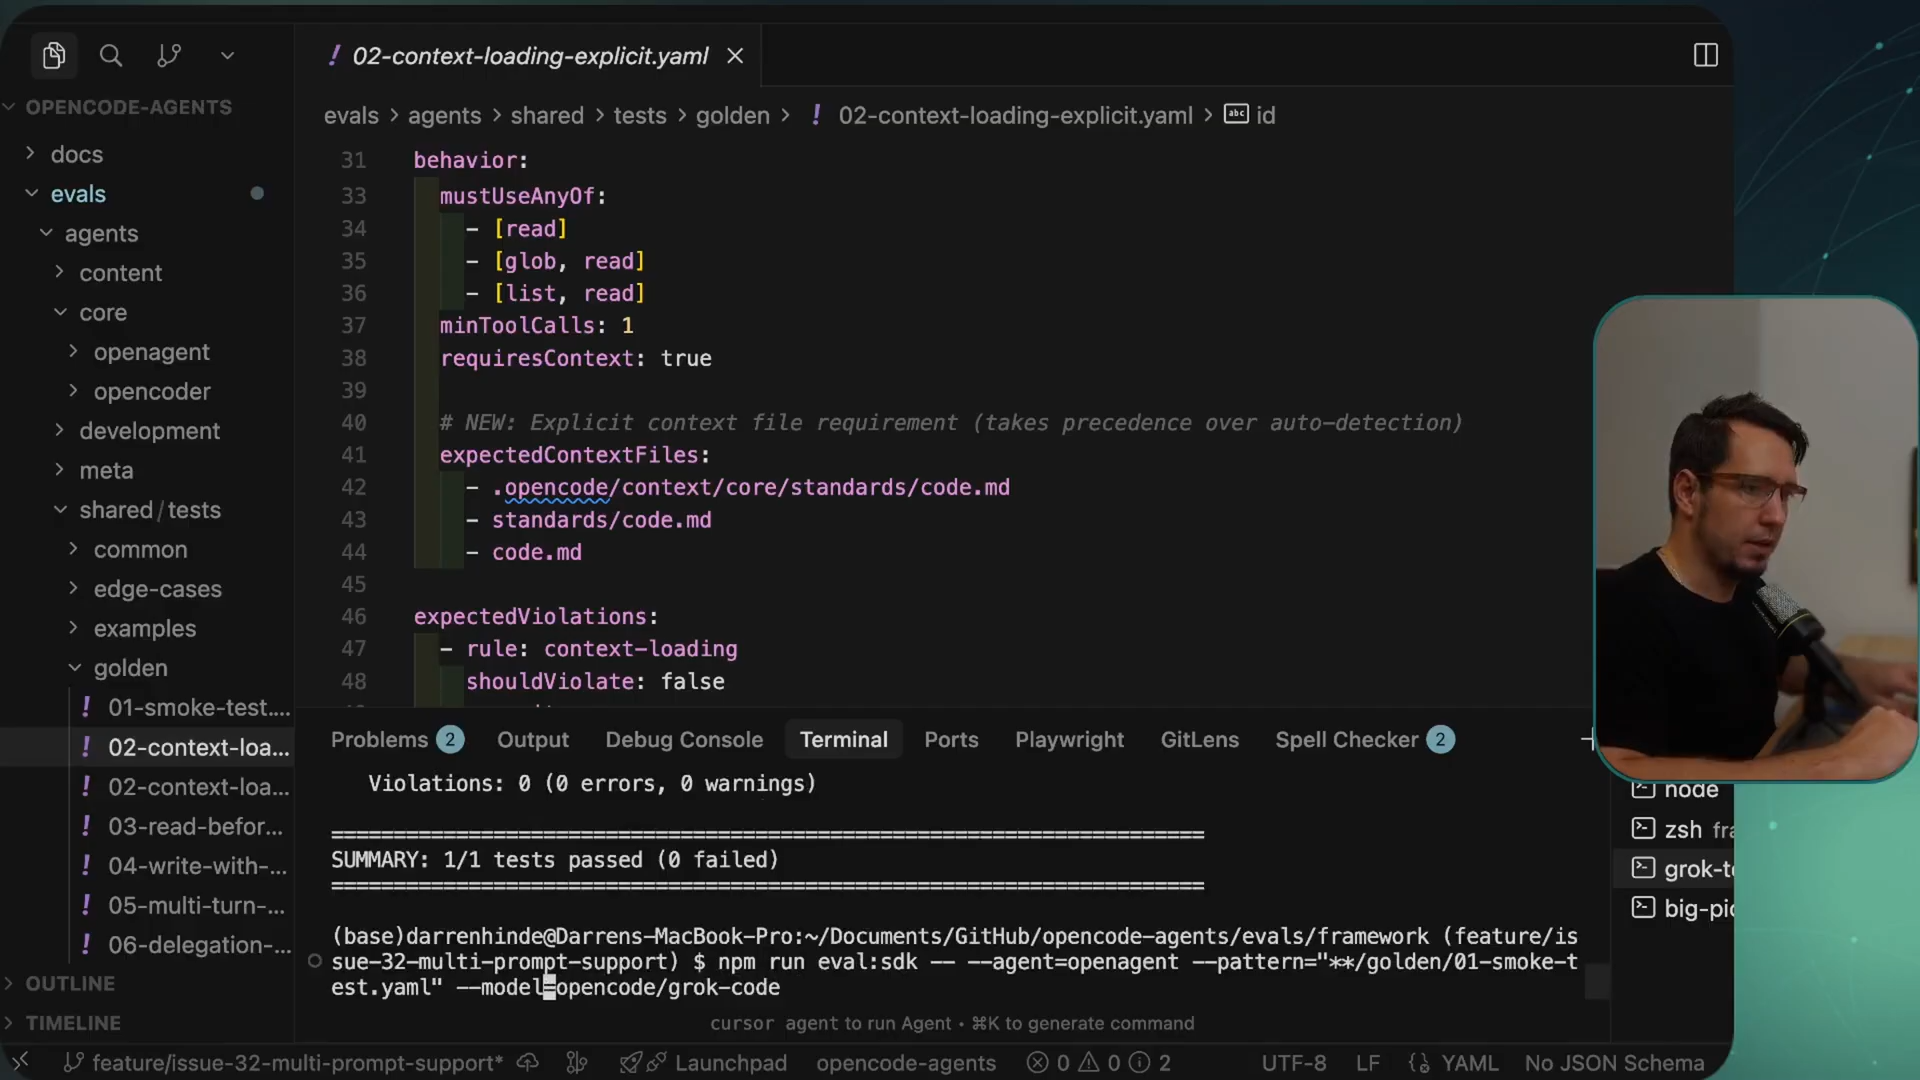 02-context-loading-explicit.yaml
OPENCODE-AGENTS
docs
evals
agents
content
core
openagent
opencoder
development
meta
shared/tests
common
edge-cases
examples
golden
01-smoke-test....
02-context-loa...
02-context-loa...
03-read-befor...
04-write-with-...
05-multi-turn-...
06-delegation-...
OUTLINE
TIMELINE
evals > agents > shared > tests > golden > ! 02-context-loading-explicit.yaml > abc id
31 behavior:
33 mustUseAnyOf:
34 - [read]
35 - [glob, read]
36 - [list, read]
37 minToolCalls: 1
38 requiresContext: true
39
40 # NEW: Explicit context file requirement (takes precedence over auto-detection)
41 expectedContextFiles:
42 - .opencode/context/core/standards/code.md
43 - standards/code.md
44 - code.md
45
46 expectedViolations:
47 - rule: context-loading
48 shouldViolate: false
Problems 2 Output Debug Console Terminal Ports Playwright GitLens Spell Checker 2
Violations: 0 (0 errors, 0 warnings)
SUMMARY: 1/1 tests passed (0 failed)
(base)darrenhinde@Darrens-MacBook-Pro:~/Documents/GitHub/opencode-agents/evals/framework (feature/is
sue-32-multi-prompt-support) $ npm run eval:sdk -- --agent=openagent --pattern="**/golden/01-smoke-t
est.yaml" --model=opencode/grok-code
cursor agent to run Agent • ⌘K to generate command
node
zsh fra
grok-te
big-pic
feature/issue-32-multi-prompt-support* Launchpad opencode-agents 0 0 2 UTF-8 LF {} YAML No JSON Schema